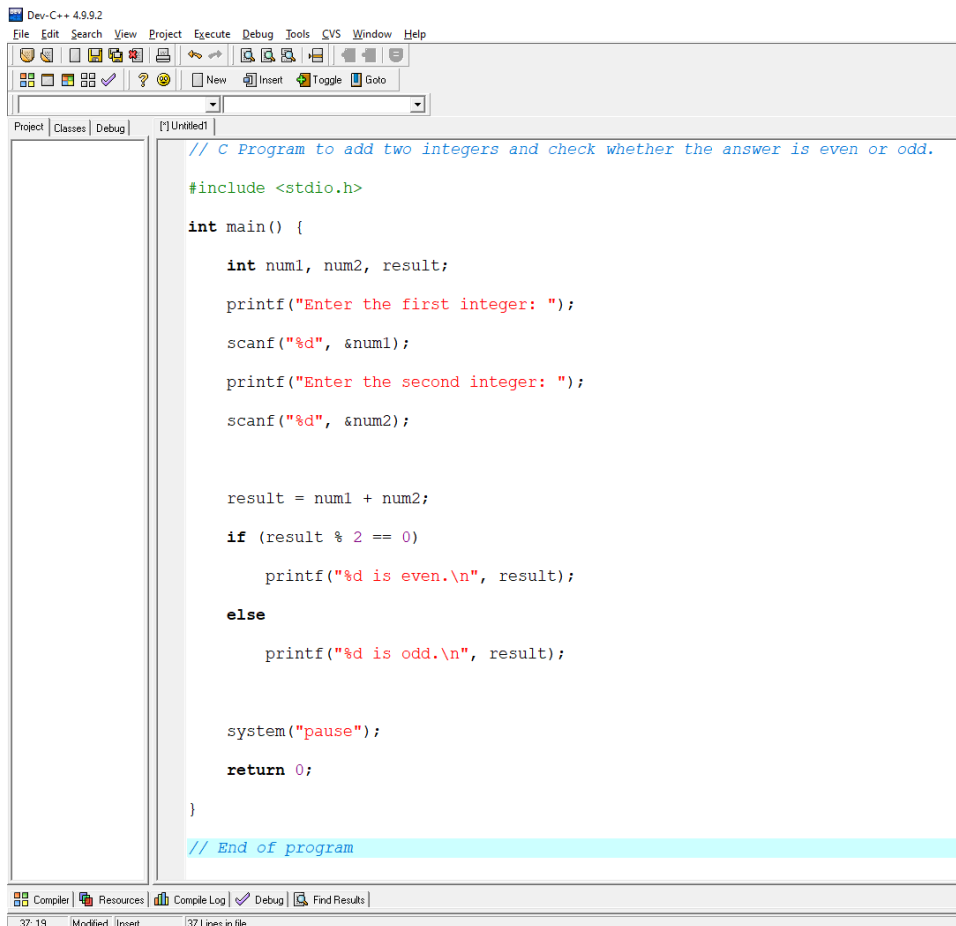 Dev-C++ 4.9.9.2
File Edit Search View Project Execute Debug Tools CVS Window Help
New Insert Toggle Goto
Project Classes Debug
[*] Untitled1
// C Program to add two integers and check whether the answer is even or odd.
#include <stdio.h>
int main() {
int num1, num2, result;
printf("Enter the first integer: ");
scanf("%d", &num1);
printf("Enter the second integer: ");
scanf("%d", &num2);
result = num1 + num2;
if (result % 2 == 0)
printf("%d is even.\n", result);
else
printf("%d is odd.\n", result);
system("pause");
return 0;
}
// End of program
Compiler Resources Compile Log Debug Find Results
37: 19 Modified Insert 37 Lines in file